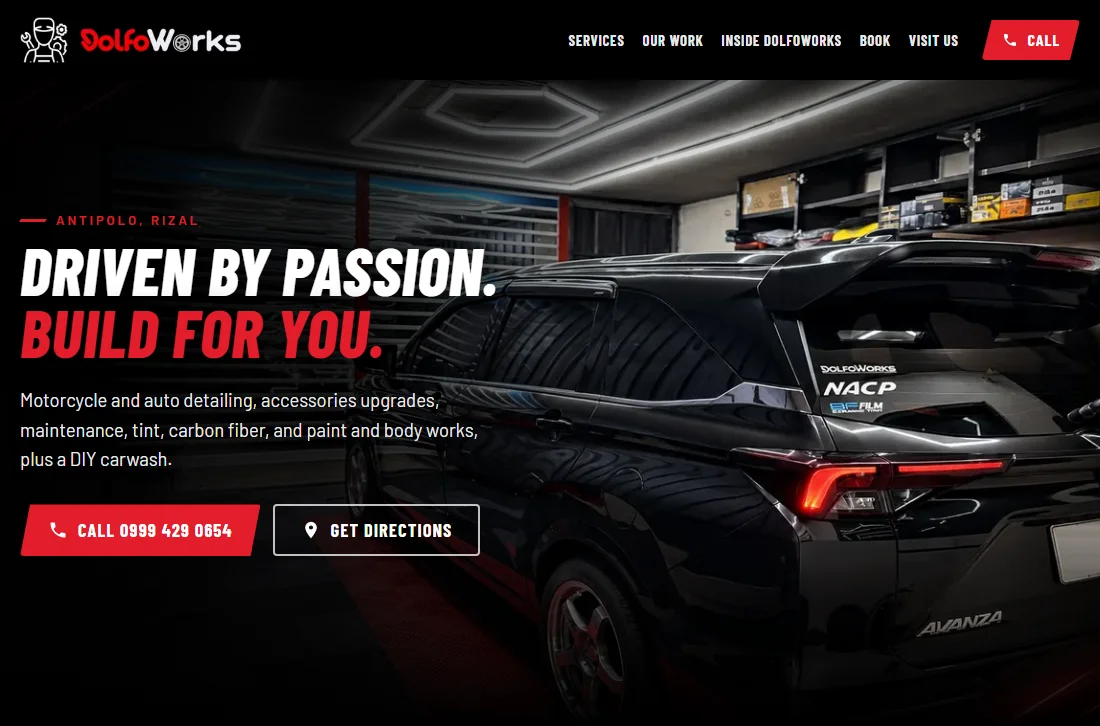 DolfoWorks
SERVICES OUR WORK INSIDE DOLFOWORKS BOOK VISIT US CALL
ANTIPOLO, RIZAL
DRIVEN BY PASSION.
BUILD FOR YOU.
Motorcycle and auto detailing, accessories upgrades,
maintenance, tint, carbon fiber, and paint and body works,
plus a DIY carwash.
CALL 0999 429 0654 GET DIRECTIONS
DOLFOWORKS
NACP
FILM
AVANZA